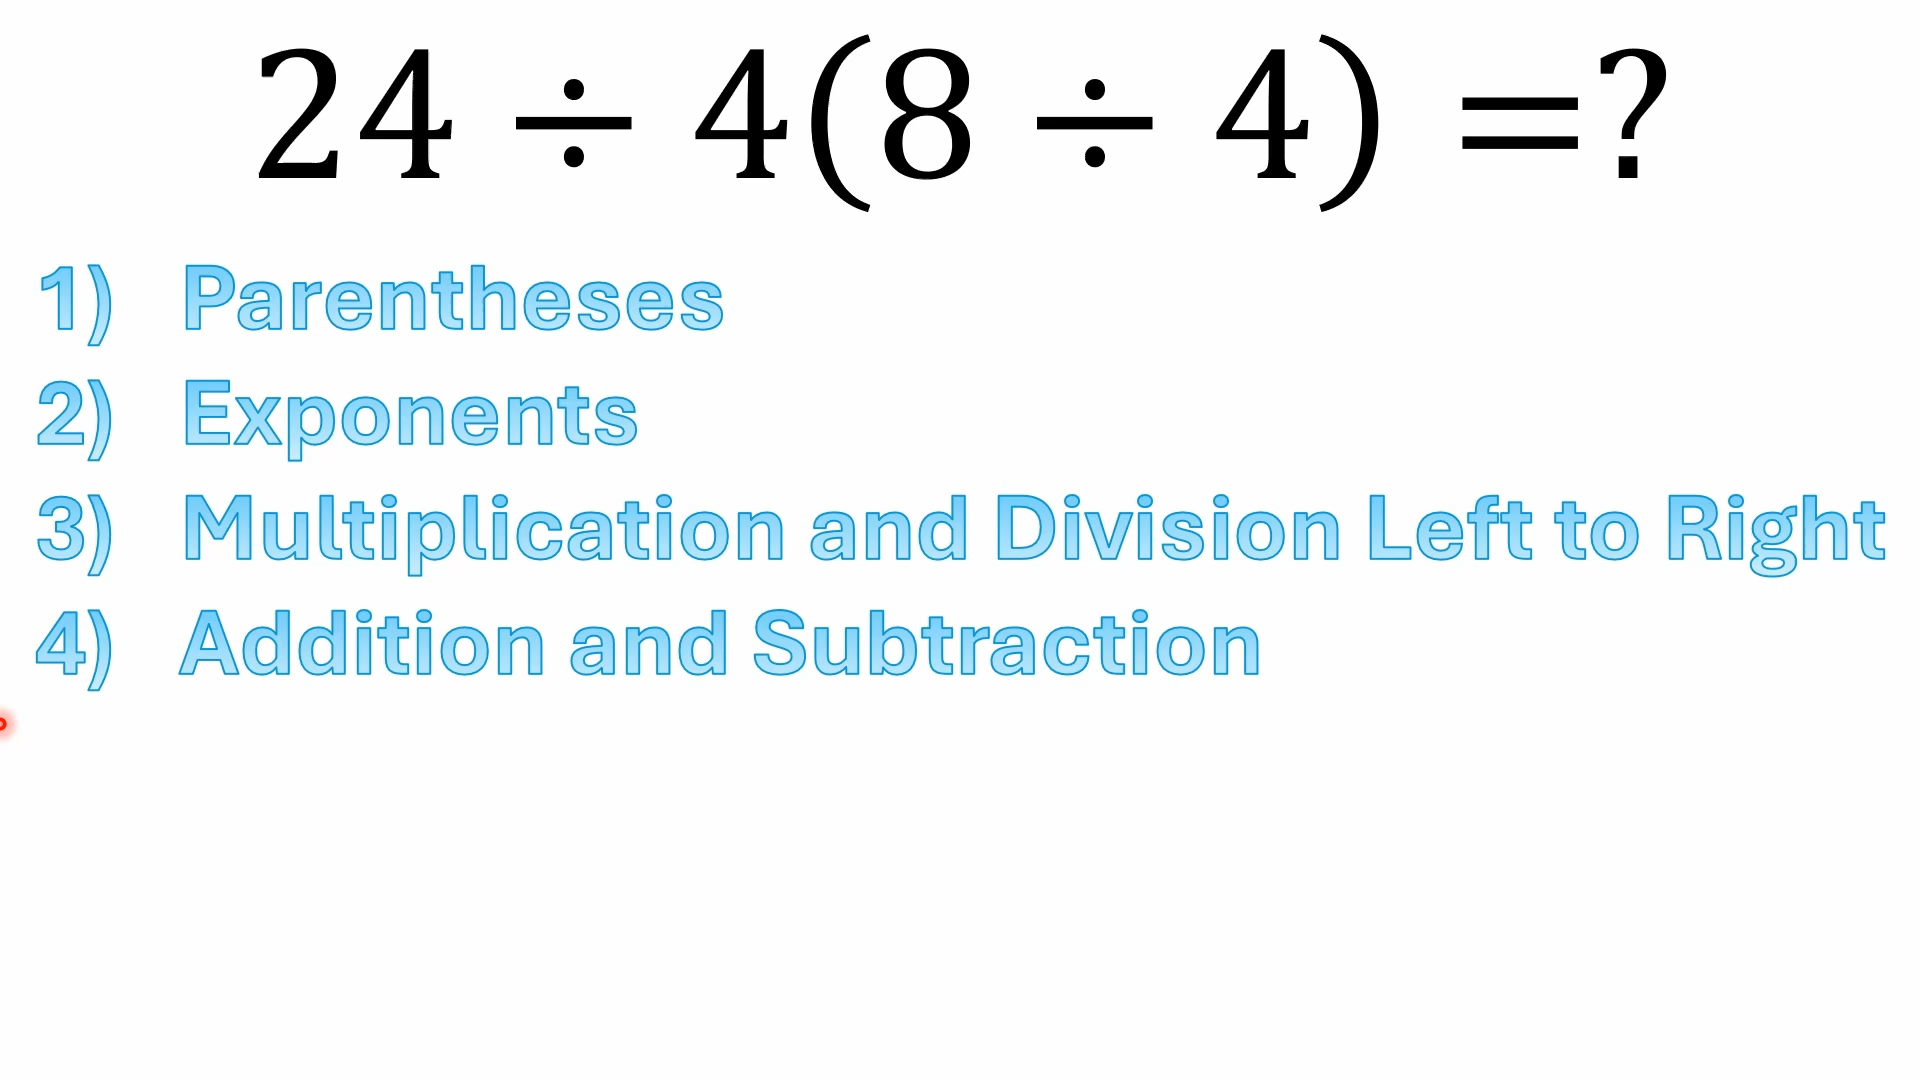 24 ÷ 4(8 ÷ 4) =?
1) Parentheses
2) Exponents
3) Multiplication and Division Left to Right
4) Addition and Subtraction